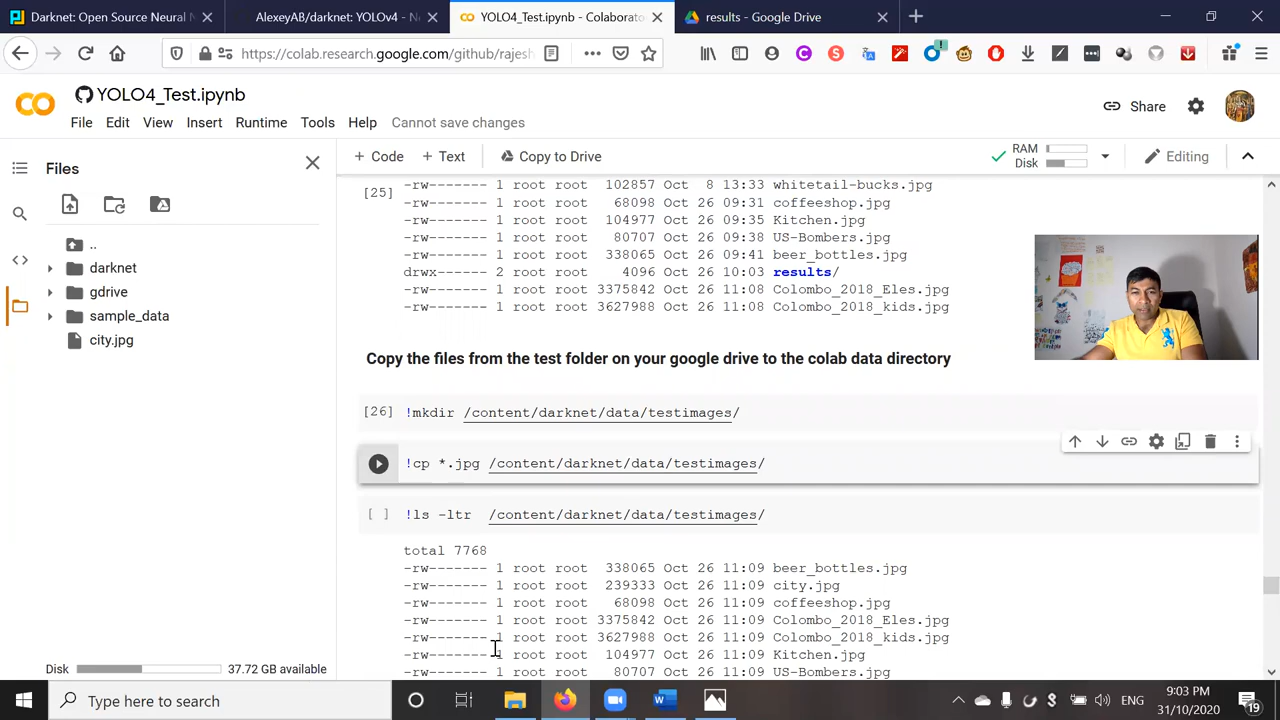 Darknet: Open Source Neural N
AlexeyAB/darknet: YOLOv4 - N
YOLO4_Test.ipynb - Colaborato
results - Google Drive
https://colab.research.google.com/github/rajesh
YOLO4_Test.ipynb
File Edit View Insert Runtime Tools Help Cannot save changes
Share
Files
+ Code + Text Copy to Drive
RAM
Disk
Editing
..
darknet
gdrive
sample_data
city.jpg
Disk 37.72 GB available
[25]
-rw------- 1 root root 102857 Oct 8 13:33 whitetail-bucks.jpg
-rw------- 1 root root 68098 Oct 26 09:31 coffeeshop.jpg
-rw------- 1 root root 104977 Oct 26 09:35 Kitchen.jpg
-rw------- 1 root root 80707 Oct 26 09:38 US-Bombers.jpg
-rw------- 1 root root 338065 Oct 26 09:41 beer_bottles.jpg
drwx------ 2 root root 4096 Oct 26 10:03 results/
-rw------- 1 root root 3375842 Oct 26 11:08 Colombo_2018_Eles.jpg
-rw------- 1 root root 3627988 Oct 26 11:08 Colombo_2018_kids.jpg
Copy the files from the test folder on your google drive to the colab data directory
[26] !mkdir /content/darknet/data/testimages/
!cp *.jpg /content/darknet/data/testimages/
[ ] !ls -ltr /content/darknet/data/testimages/
total 7768
-rw------- 1 root root 338065 Oct 26 11:09 beer_bottles.jpg
-rw------- 1 root root 239333 Oct 26 11:09 city.jpg
-rw------- 1 root root 68098 Oct 26 11:09 coffeeshop.jpg
-rw------- 1 root root 3375842 Oct 26 11:09 Colombo_2018_Eles.jpg
-rw------- 1 root root 3627988 Oct 26 11:09 Colombo_2018_kids.jpg
-rw------- 1 root root 104977 Oct 26 11:09 Kitchen.jpg
-rw------- 1 root root 80707 Oct 26 11:09 US-Bombers.jpg
Type here to search
ENG
9:03 PM
31/10/2020
19